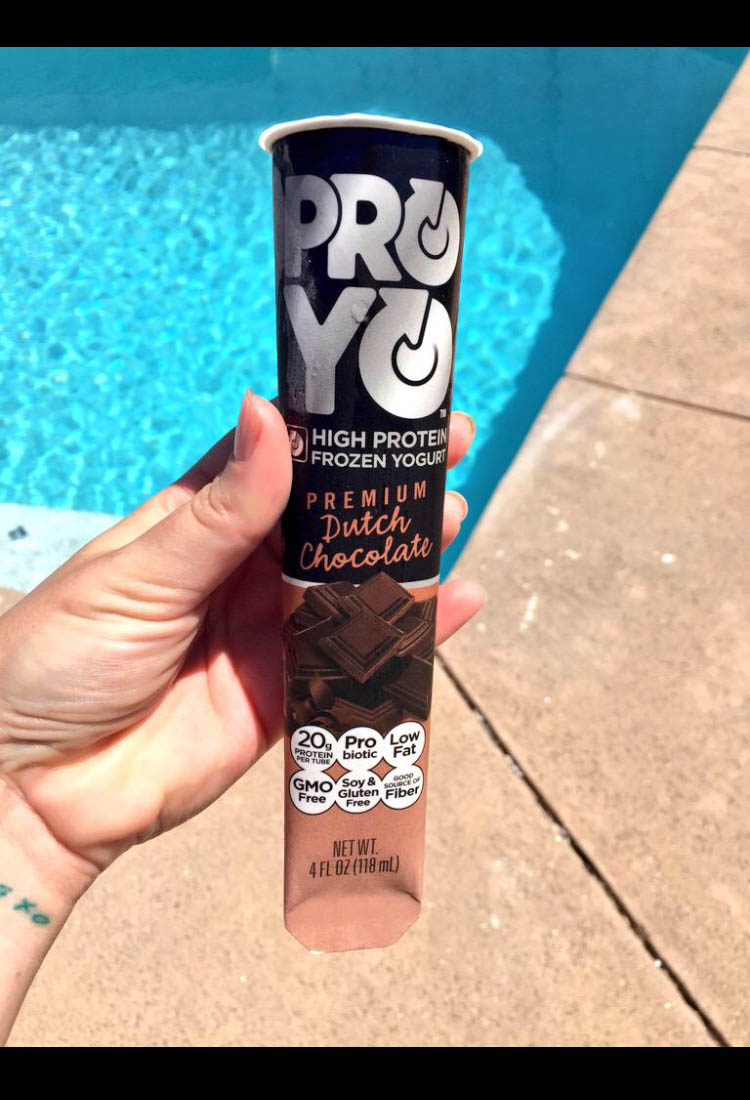 PRO
YO
TM
HIGH PROTEIN
FROZEN YOGURT
PREMIUM
Dutch
Chocolate
20g
PROTEIN
PER TUBE
Pro
biotic
Low
Fat
GMO
Free
Soy &
Gluten
Free
GOOD
SOURCE OF
Fiber
NET WT.
4 FL OZ (118 mL)
xo